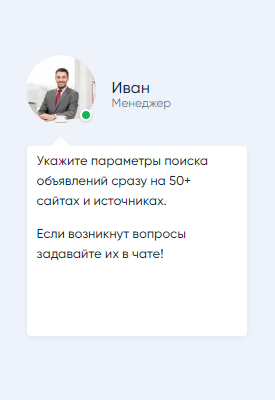 Иван
Менеджер
Укажите параметры поиска
объявлений сразу на 50+
сайтах и источниках.
Если возникнут вопросы
задавайте их в чате!